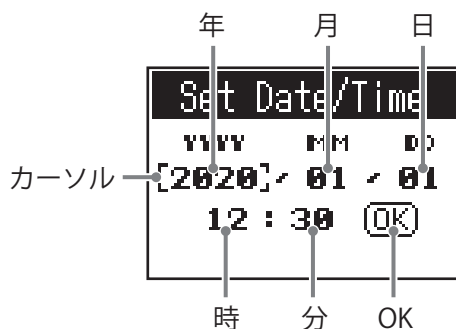 年 月 日
Set Date/Time
YYYY MM DD
カーソル [2020]/ 01 / 01
12 : 30 OK
時 分 OK